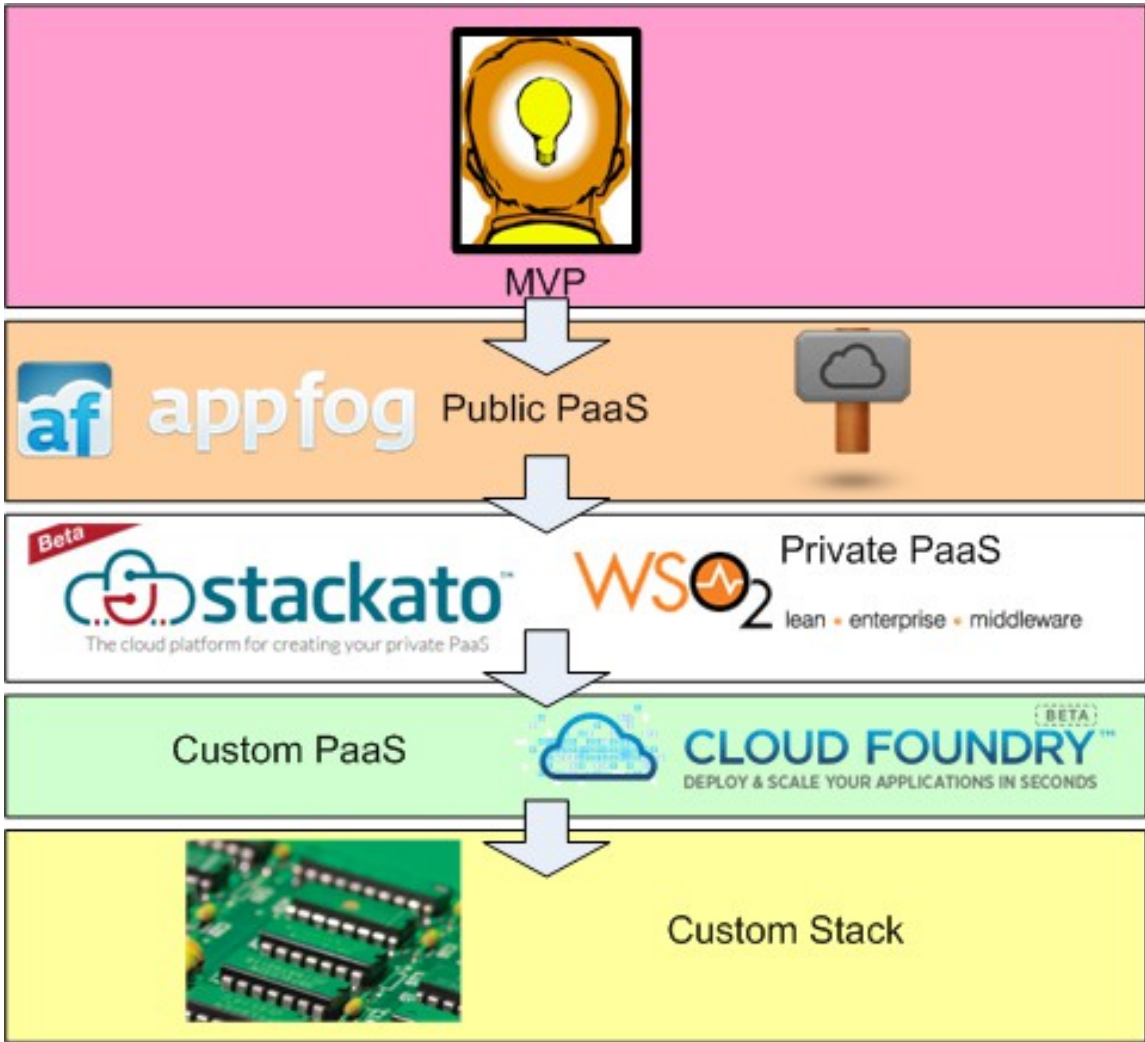 MVP
af
appfog
Public PaaS
Beta
stackato™
The cloud platform for creating your private PaaS
WSO2
Private PaaS
lean • enterprise • middleware
Custom PaaS
BETA
CLOUD FOUNDRY™
DEPLOY & SCALE YOUR APPLICATIONS IN SECONDS
Custom Stack